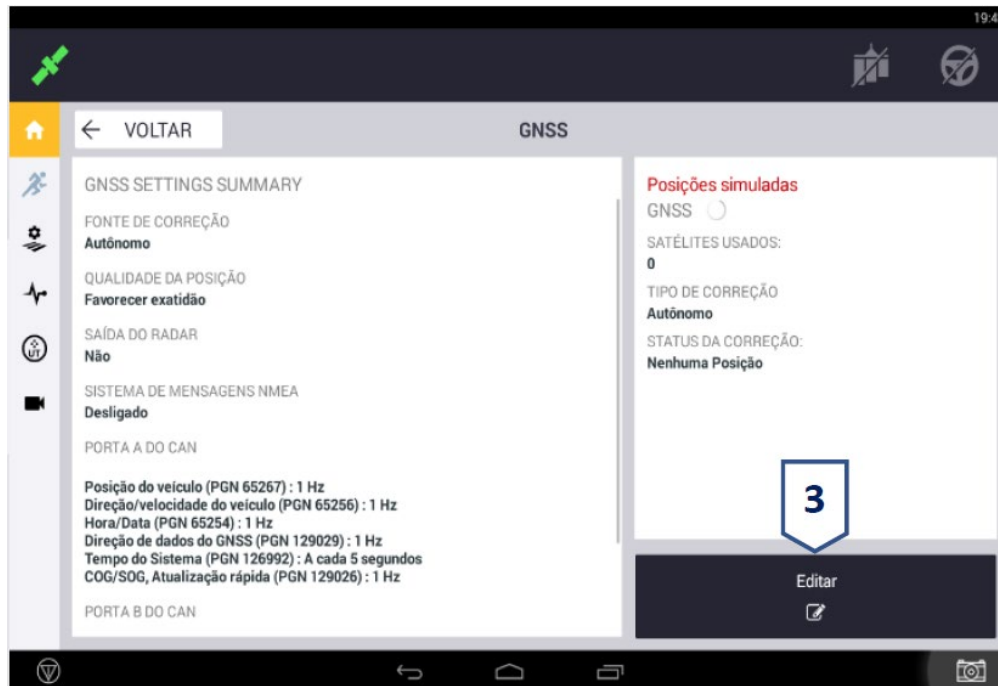 19:4
VOLTAR
GNSS
GNSS SETTINGS SUMMARY
FONTE DE CORREÇÃO
Autônomo
QUALIDADE DA POSIÇÃO
Favorecer exatidão
SAÍDA DO RADAR
Não
SISTEMA DE MENSAGENS NMEA
Desligado
PORTA A DO CAN
Posição do veículo (PGN 65267) : 1 Hz
Direção/velocidade do veículo (PGN 65256) : 1 Hz
Hora/Data (PGN 65254) : 1 Hz
Direção de dados do GNSS (PGN 129029) : 1 Hz
Tempo do Sistema (PGN 126992) : A cada 5 segundos
COG/SOG, Atualização rápida (PGN 129026) : 1 Hz
PORTA B DO CAN
Posições simuladas
GNSS
SATÉLITES USADOS:
0
TIPO DE CORREÇÃO
Autônomo
STATUS DA CORREÇÃO:
Nenhuma Posição
3
Editar
UT